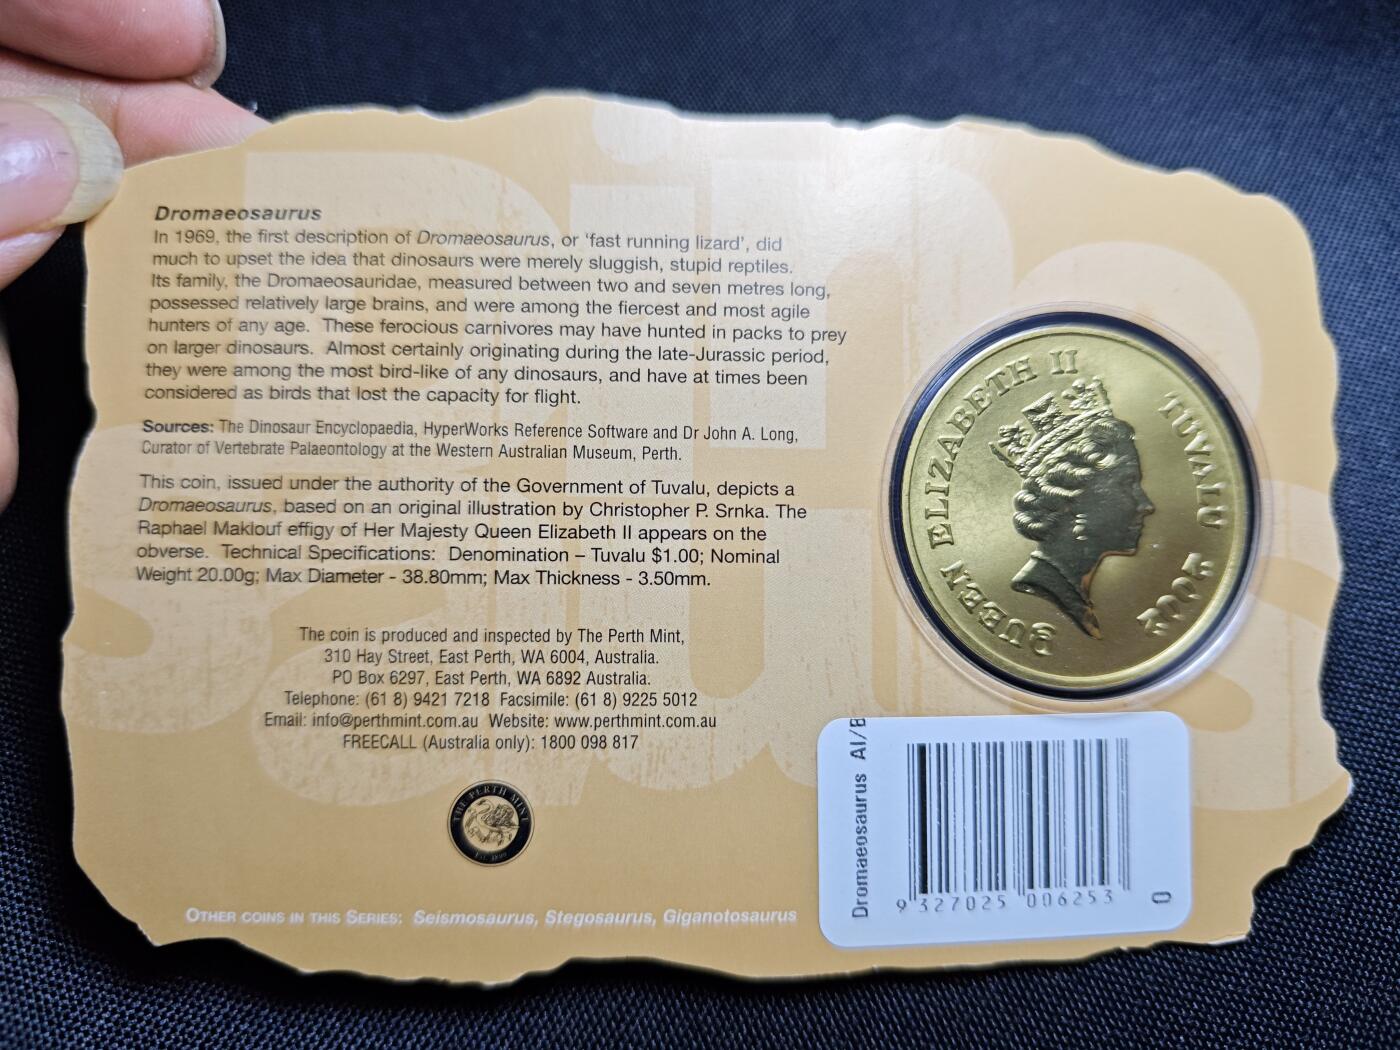 Dromaeosaurus
In 1969, the first description of Dromaeosaurus, or 'fast running lizard', did
much to upset the idea that dinosaurs were merely sluggish, stupid reptiles.
Its family, the Dromaeosauridae, measured between two and seven metres long,
possessed relatively large brains, and were among the fiercest and most agile
hunters of any age. These ferocious carnivores may have hunted in packs to prey
on larger dinosaurs. Almost certainly originating during the late-Jurassic period,
they were among the most bird-like of any dinosaurs, and have at times been
considered as birds that lost the capacity for flight.
Sources: The Dinosaur Encyclopaedia, HyperWorks Reference Software and Dr John A. Long,
Curator of Vertebrate Palaeontology at the Western Australian Museum, Perth.
This coin, issued under the authority of the Government of Tuvalu, depicts a
Dromaeosaurus, based on an original illustration by Christopher P. Srnka. The
Raphael Maklouf effigy of Her Majesty Queen Elizabeth II appears on the
obverse. Technical Specifications: Denomination – Tuvalu $1.00; Nominal
Weight 20.00g; Max Diameter - 38.80mm; Max Thickness - 3.50mm.
The coin is produced and inspected by The Perth Mint,
310 Hay Street, East Perth, WA 6004, Australia.
PO Box 6297, East Perth, WA 6892 Australia.
Telephone: (61 8) 9421 7218 Facsimile: (61 8) 9225 5012
Email: info@perthmint.com.au Website: www.perthmint.com.au
FREECALL (Australia only): 1800 098 817
THE PERTH MINT
EST. 1899
OTHER COINS IN THIS SERIES: Seismosaurus, Stegosaurus, Giganotosaurus
QUEEN ELIZABETH II TUVALU 2002
Dromaeosaurus Al/B
9 327025 006253
0